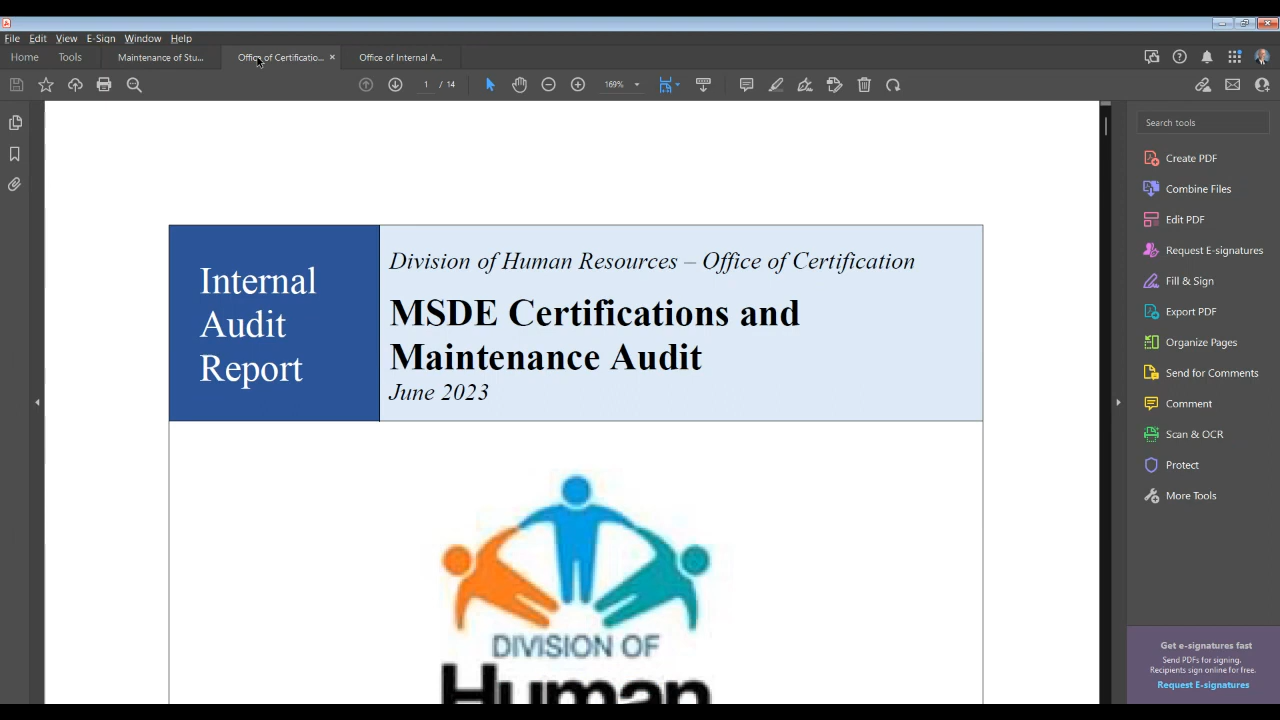 File Edit View E-Sign Window Help
Home Tools Maintenance of Stu... Office of Certificatio... Office of Internal A...
1 / 14 169%
Search tools
Create PDF
Combine Files
Edit PDF
Request E-signatures
Fill & Sign
Export PDF
Organize Pages
Send for Comments
Comment
Scan & OCR
Protect
More Tools
Get e-signatures fast
Send PDFs for signing.
Recipients sign online for free.
Request E-signatures
Internal
Audit
Report
Division of Human Resources – Office of Certification
MSDE Certifications and
Maintenance Audit
June 2023
DIVISION OF
Human